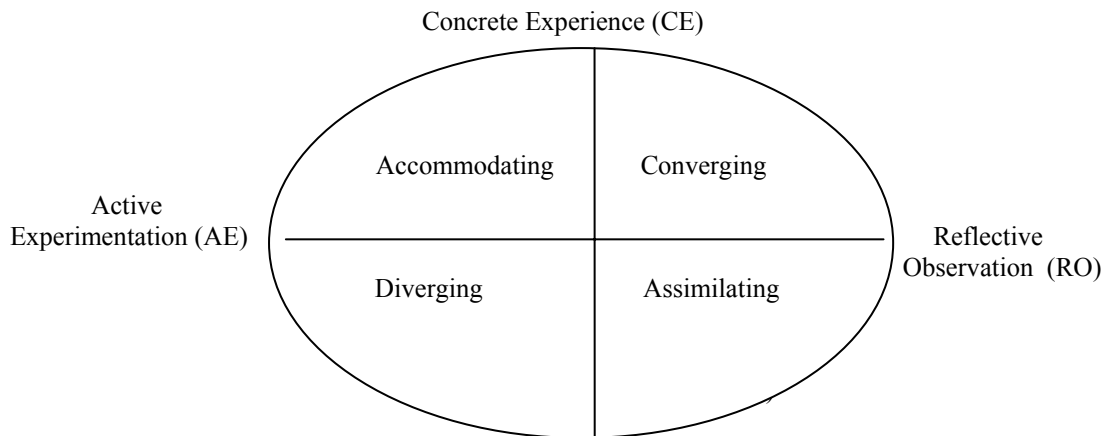 Concrete Experience (CE)
Accommodating
Converging
Active
Experimentation (AE)
Reflective
Observation (RO)
Diverging
Assimilating